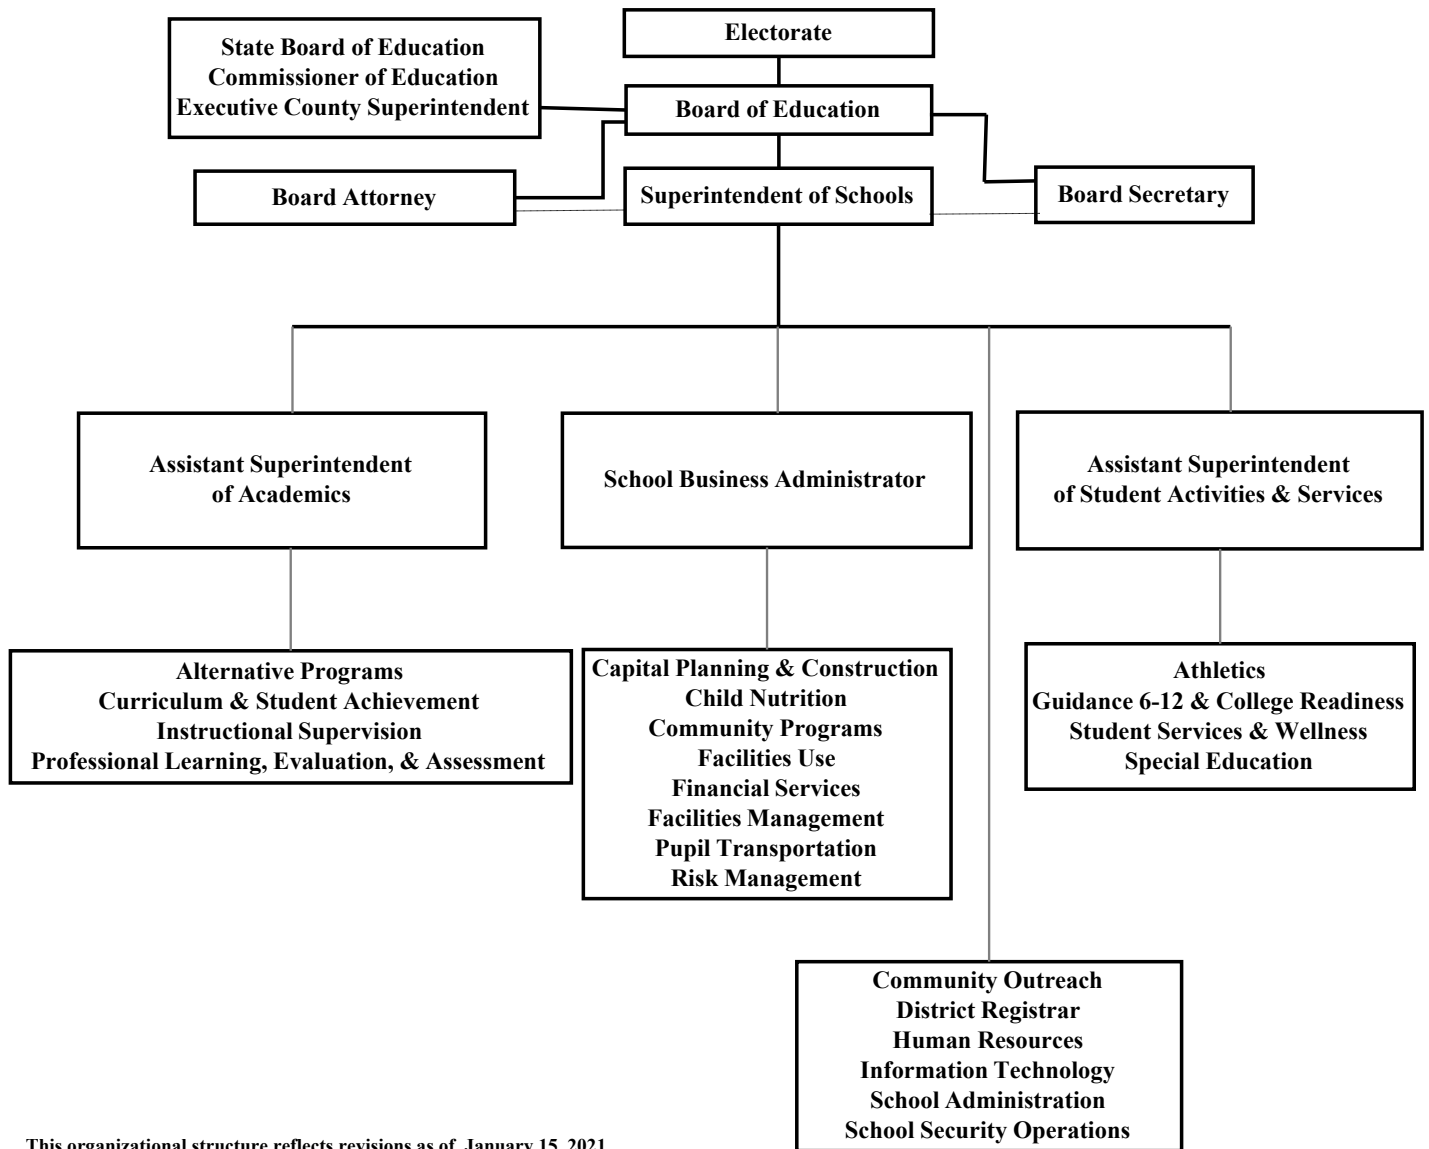 Electorate
State Board of Education
Commissioner of Education
Executive County Superintendent
Board of Education
Board Attorney
Superintendent of Schools
Board Secretary
Assistant Superintendent
of Academics
School Business Administrator
Assistant Superintendent
of Student Activities & Services
Alternative Programs
Curriculum & Student Achievement
Instructional Supervision
Professional Learning, Evaluation, & Assessment
Capital Planning & Construction
Child Nutrition
Community Programs
Facilities Use
Financial Services
Facilities Management
Pupil Transportation
Risk Management
Athletics
Guidance 6-12 & College Readiness
Student Services & Wellness
Special Education
Community Outreach
District Registrar
Human Resources
Information Technology
School Administration
School Security Operations
This organizational structure reflects revisions as of January 15, 2021